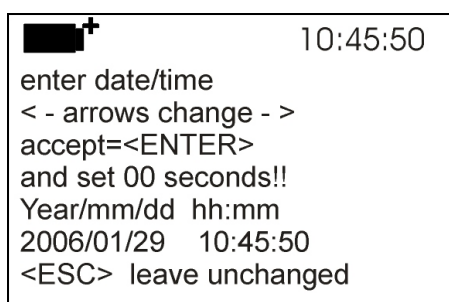 10:45:50
enter date/time
< - arrows change - >
accept=<ENTER>
and set 00 seconds!!
Year/mm/dd hh:mm
2006/01/29 10:45:50
<ESC> leave unchanged